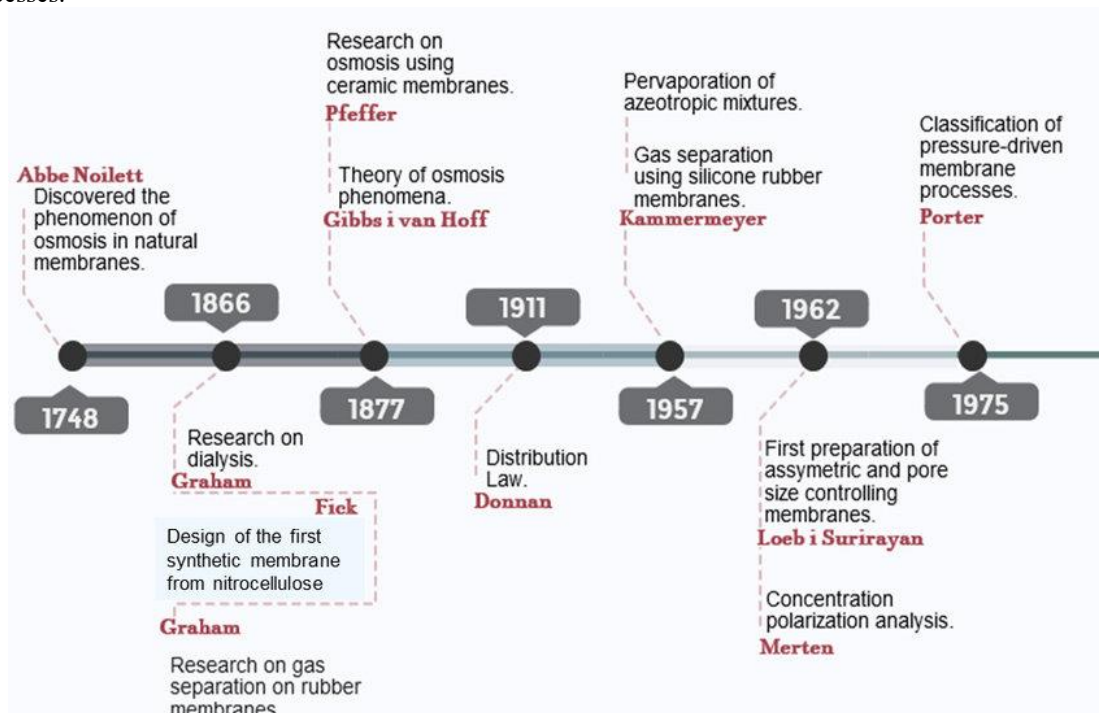 esses.
Research on
osmosis using
ceramic membranes.
Pfeffer
Theory of osmosis
phenomena.
Gibbs i van Hoff
Pervaporation of
azeotropic mixtures.
Gas separation
using silicone rubber
membranes.
Kammermeyer
Classification of
pressure-driven
membrane
processes.
Porter
Abbe Noilett
Discovered the
phenomenon of
osmosis in natural
membranes.
1866
1911
1962
1748
1877
1957
1975
Research on
dialysis.
Graham
Fick
Design of the first
synthetic membrane
from nitrocellulose
Graham
Research on gas
separation on rubber
membranes
Distribution
Law.
Donnan
First preparation of
assymetric and pore
size controlling
membranes.
Loeb i Surirayan
Concentration
polarization analysis.
Merten